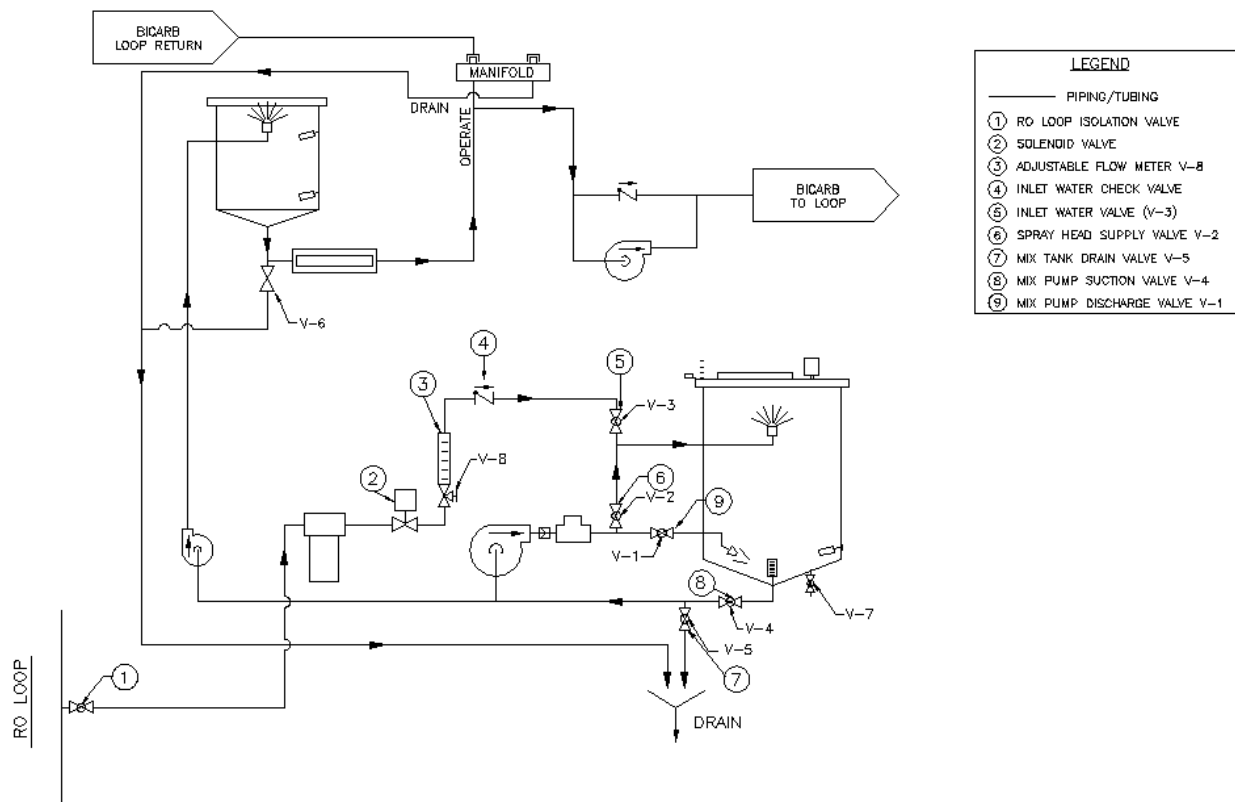 BICARB
LOOP RETURN
MANIFOLD
DRAIN
OPERATE
BICARB
TO LOOP
V-6
LEGEND
PIPING/TUBING
1 RO LOOP ISOLATION VALVE
2 SOLENOID VALVE
3 ADJUSTABLE FLOW METER V-8
4 INLET WATER CHECK VALVE
5 INLET WATER VALVE (V-3)
6 SPRAY HEAD SUPPLY VALVE V-2
7 MIX TANK DRAIN VALVE V-5
8 MIX PUMP SUCTION VALVE V-4
9 MIX PUMP DISCHARGE VALVE V-1
4
5
3
V-3
V-8
2
6
V-2
9
V-1
8
V-4
V-7
V-5
7
1
RO LOOP
DRAIN